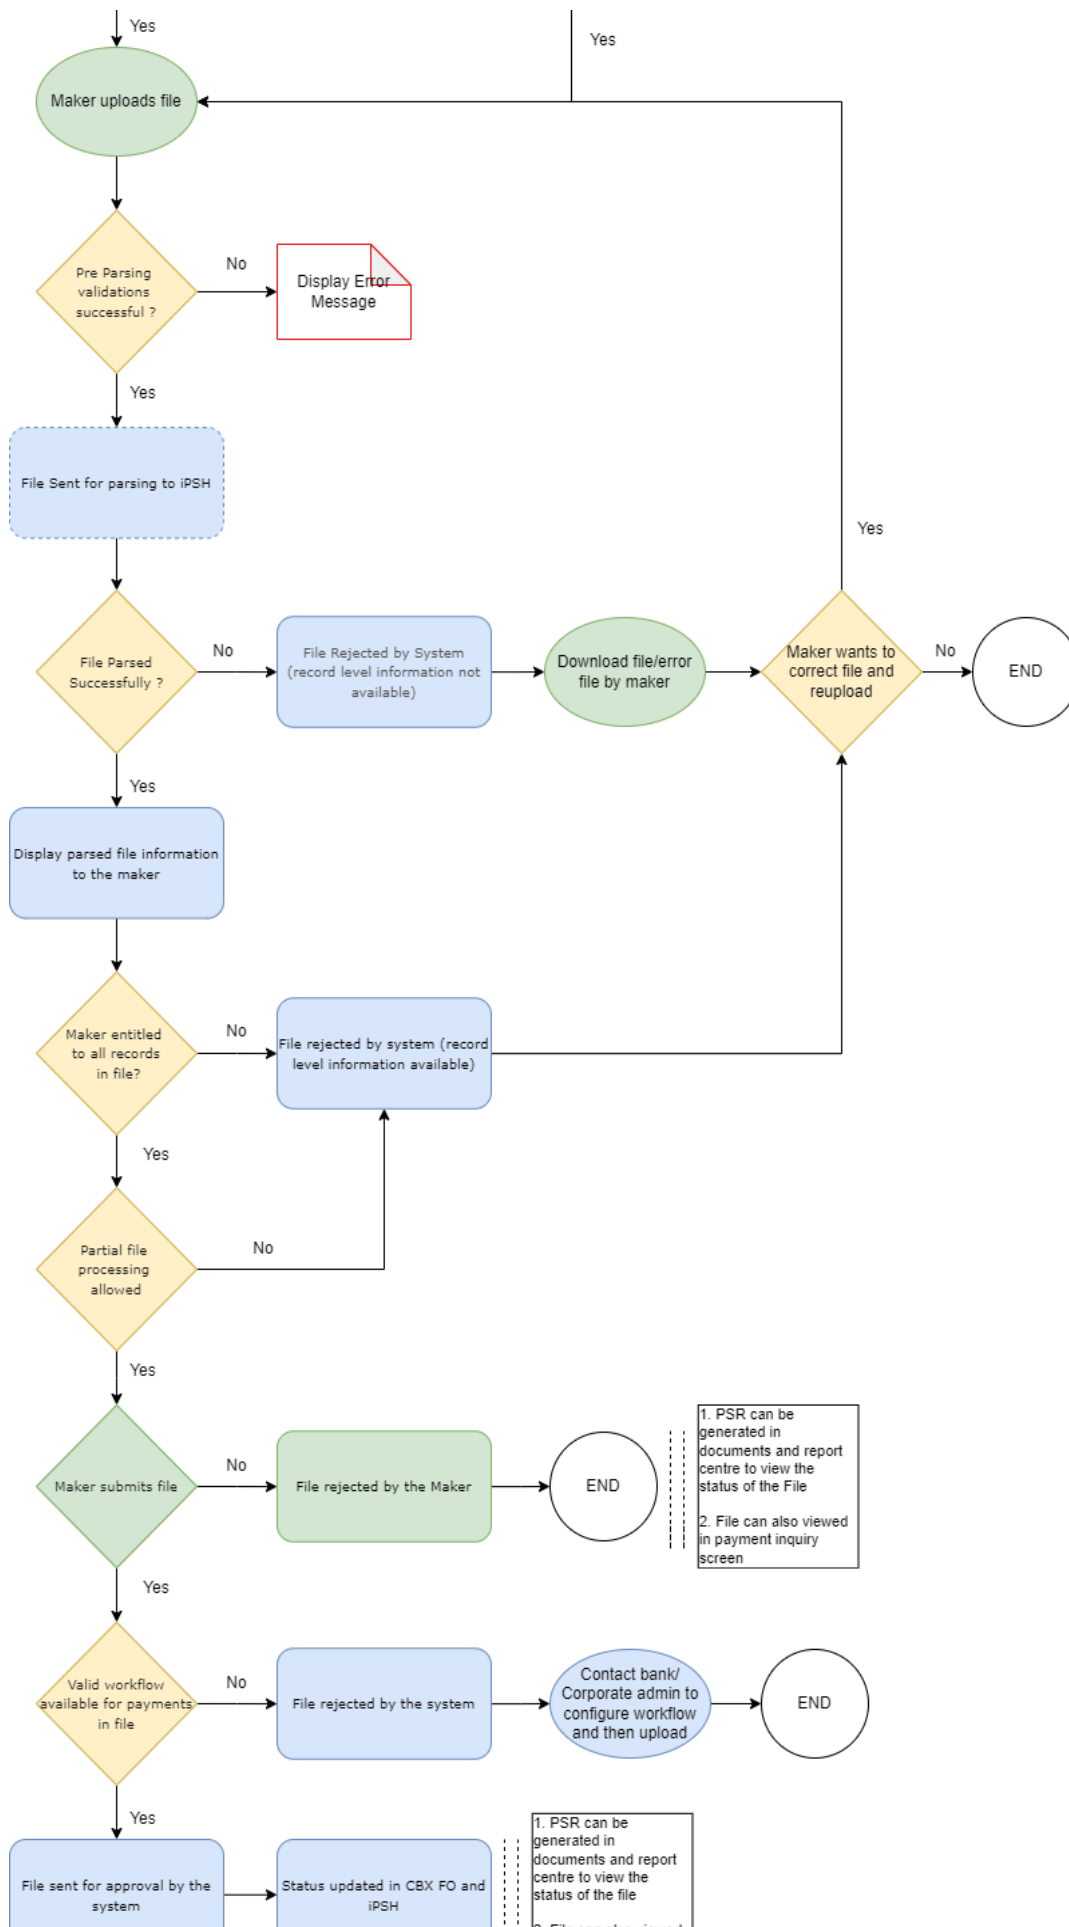 Yes
Yes
Maker uploads file
Pre Parsing
validations
successful ?
No
Display Error
Message
Yes
File Sent for parsing to iPSH
Yes
File Parsed
Successfully ?
No
File Rejected by System
(record level information not
available)
Download file/error
file by maker
Maker wants to
correct file and
reupload
No
END
Yes
Display parsed file information
to the maker
Maker entitled
to all records
in file?
No
File rejected by system (record
level information available)
Yes
Partial file
processing
allowed
No
Yes
Maker submits file
No
File rejected by the Maker
END
1. PSR can be
generated in
documents and report
centre to view the
status of the File
2. File can also viewed
in payment inquiry
screen
Yes
Valid workflow
available for payments
in file
No
File rejected by the system
Contact bank/
Corporate admin to
configure workflow
and then upload
END
Yes
File sent for approval by the
system
Status updated in CBX FO and
iPSH
1. PSR can be
generated in
documents and report
centre to view the
status of the file
2. File can also viewed